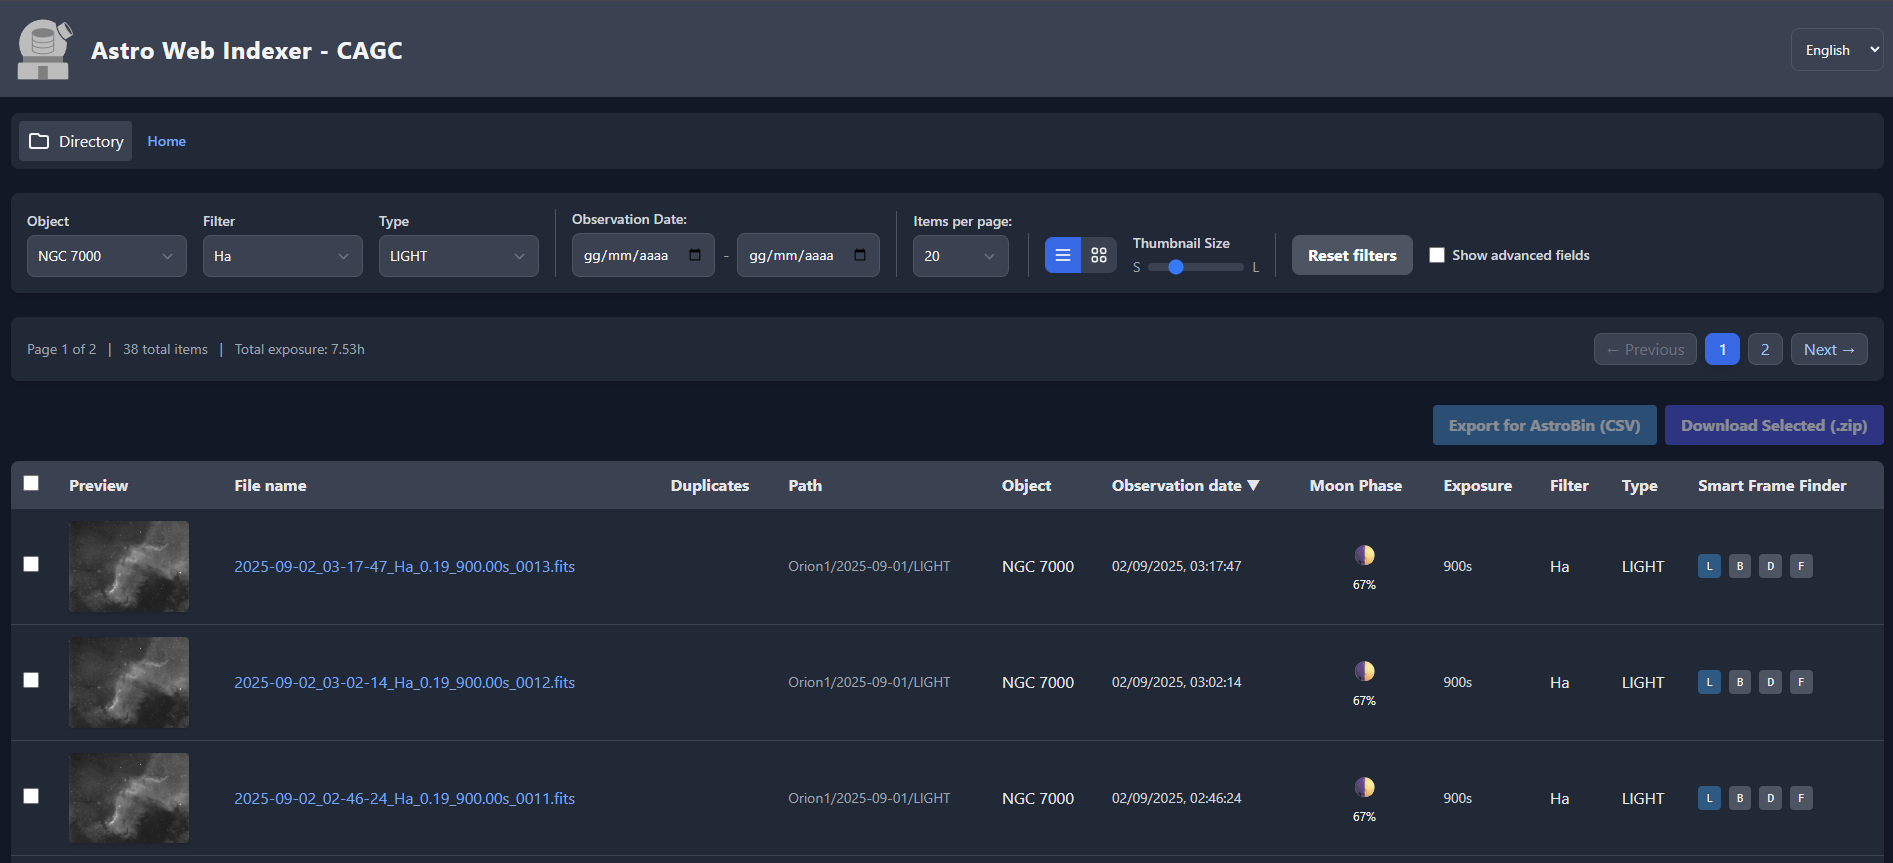 Astro Web Indexer - CAGC
English
Directory
Home
Object
Filter
Type
Observation Date:
Items per page:
NGC 7000
Ha
LIGHT
gg/mm/aaaa
-
gg/mm/aaaa
20
Thumbnail Size
S
L
Reset filters
Show advanced fields
Page 1 of 2 | 38 total items | Total exposure: 7.53h
← Previous
1
2
Next →
Export for AstroBin (CSV)
Download Selected (.zip)
Preview File name Duplicates Path Object Observation date ▼ Moon Phase Exposure Filter Type Smart Frame Finder
2025-09-02_03-17-47_Ha_0.19_900.00s_0013.fits Orion1/2025-09-01/LIGHT NGC 7000 02/09/2025, 03:17:47 67% 900s Ha LIGHT L B D F
2025-09-02_03-02-14_Ha_0.19_900.00s_0012.fits Orion1/2025-09-01/LIGHT NGC 7000 02/09/2025, 03:02:14 67% 900s Ha LIGHT L B D F
2025-09-02_02-46-24_Ha_0.19_900.00s_0011.fits Orion1/2025-09-01/LIGHT NGC 7000 02/09/2025, 02:46:24 67% 900s Ha LIGHT L B D F